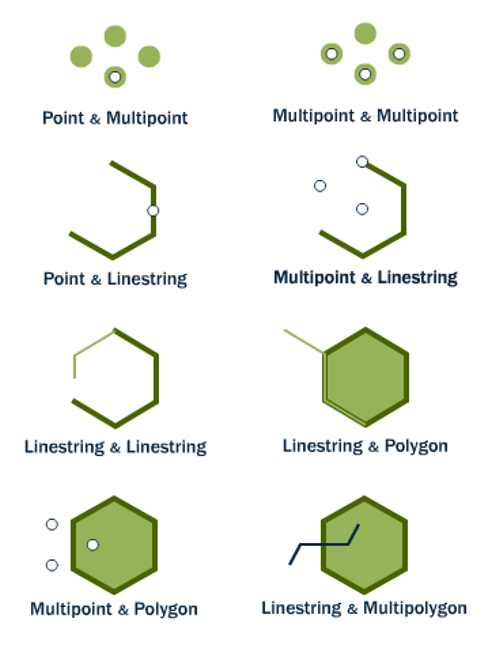 Point & Multipoint
Multipoint & Multipoint
Point & Linestring
Multipoint & Linestring
Linestring & Linestring
Linestring & Polygon
Multipoint & Polygon
Linestring & Multipolygon